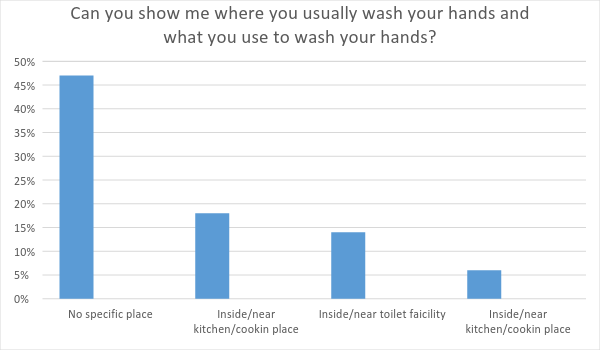 Can you show me where you usually wash your hands and
what you use to wash your hands?
50%
45%
40%
35%
30%
25%
20%
15%
10%
5%
0%
No specific place
Inside/near
kitchen/cookin place
Inside/near toilet faicility
Inside/near
kitchen/cookin place